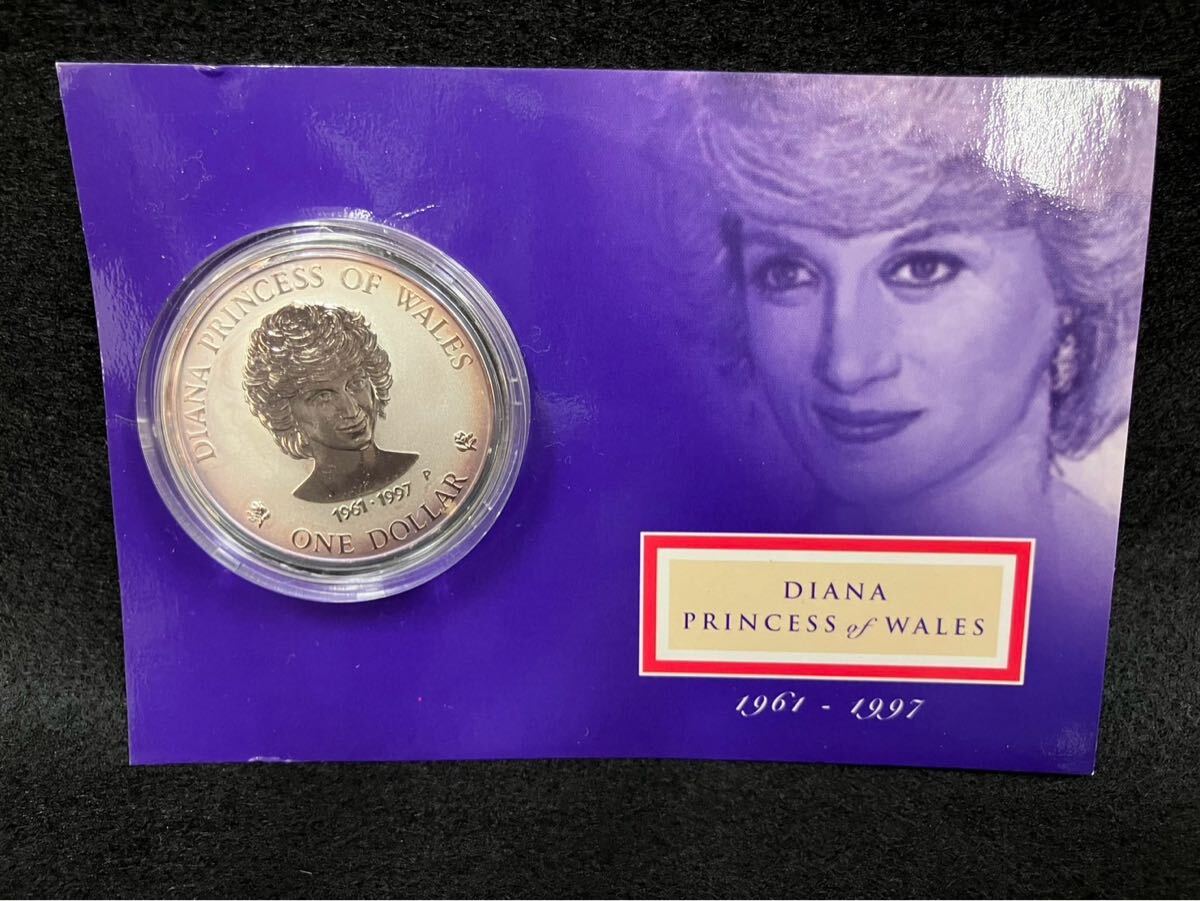 DIANA PRINCESS OF WALES
1961·1997 P
ONE DOLLAR
DIANA
PRINCESS of WALES
1961 - 1997